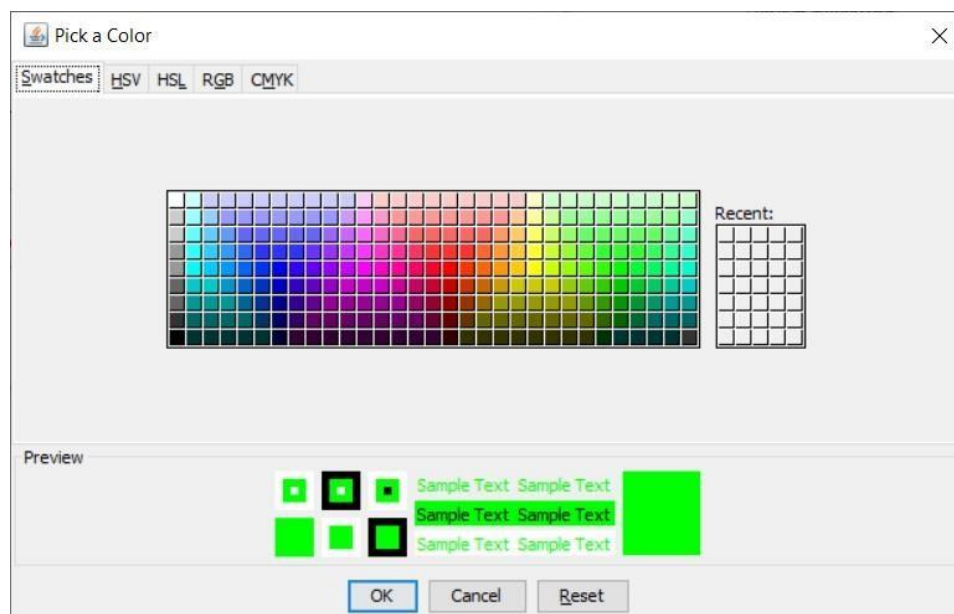 Pick a Color
Swatches HSV HSL RGB CMYK
Recent:
Preview
Sample Text Sample Text
Sample Text Sample Text
Sample Text Sample Text
OK Cancel Reset